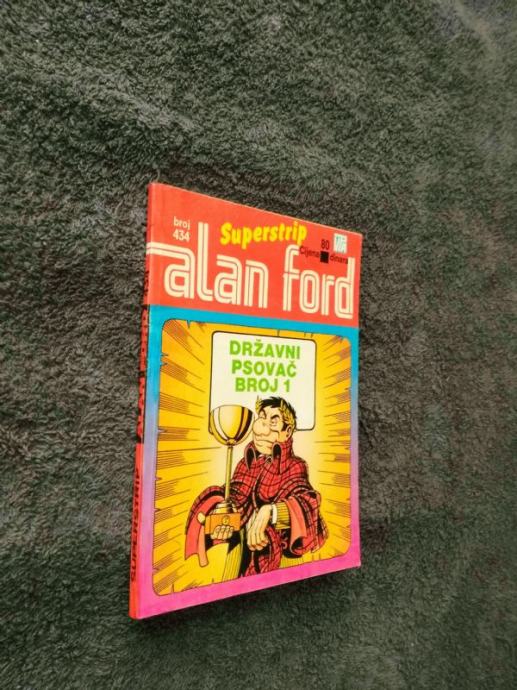 broj
434
Superstrip
80
Cijena dinara
alan ford
DRŽAVNI
PSOVAČ
BROJ 1